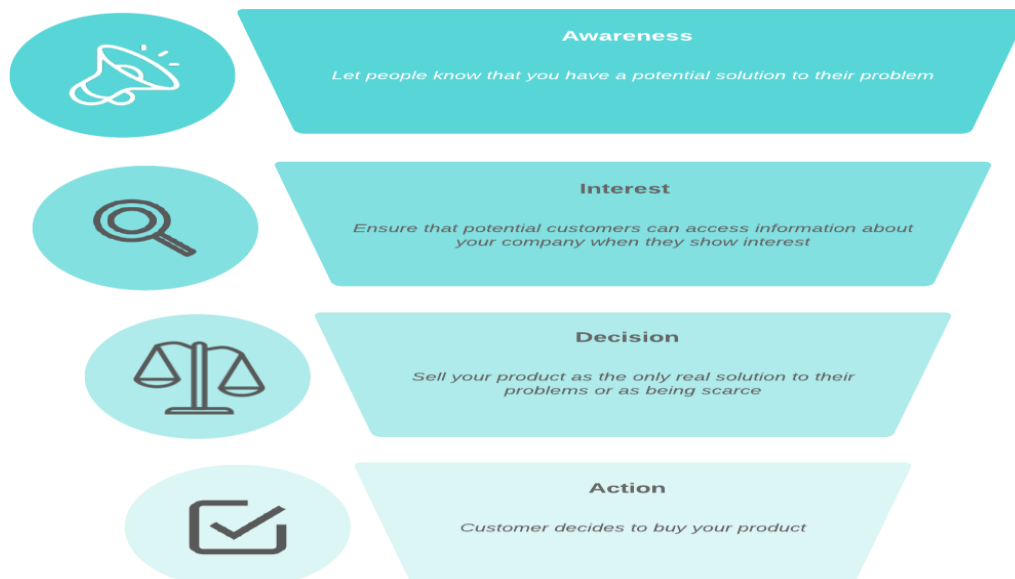 Awareness
Let people know that you have a potential solution to their problem
Interest
Ensure that potential customers can access information about
your company when they show interest
Decision
Sell your product as the only real solution to their
problems or as being scarce
Action
Customer decides to buy your product